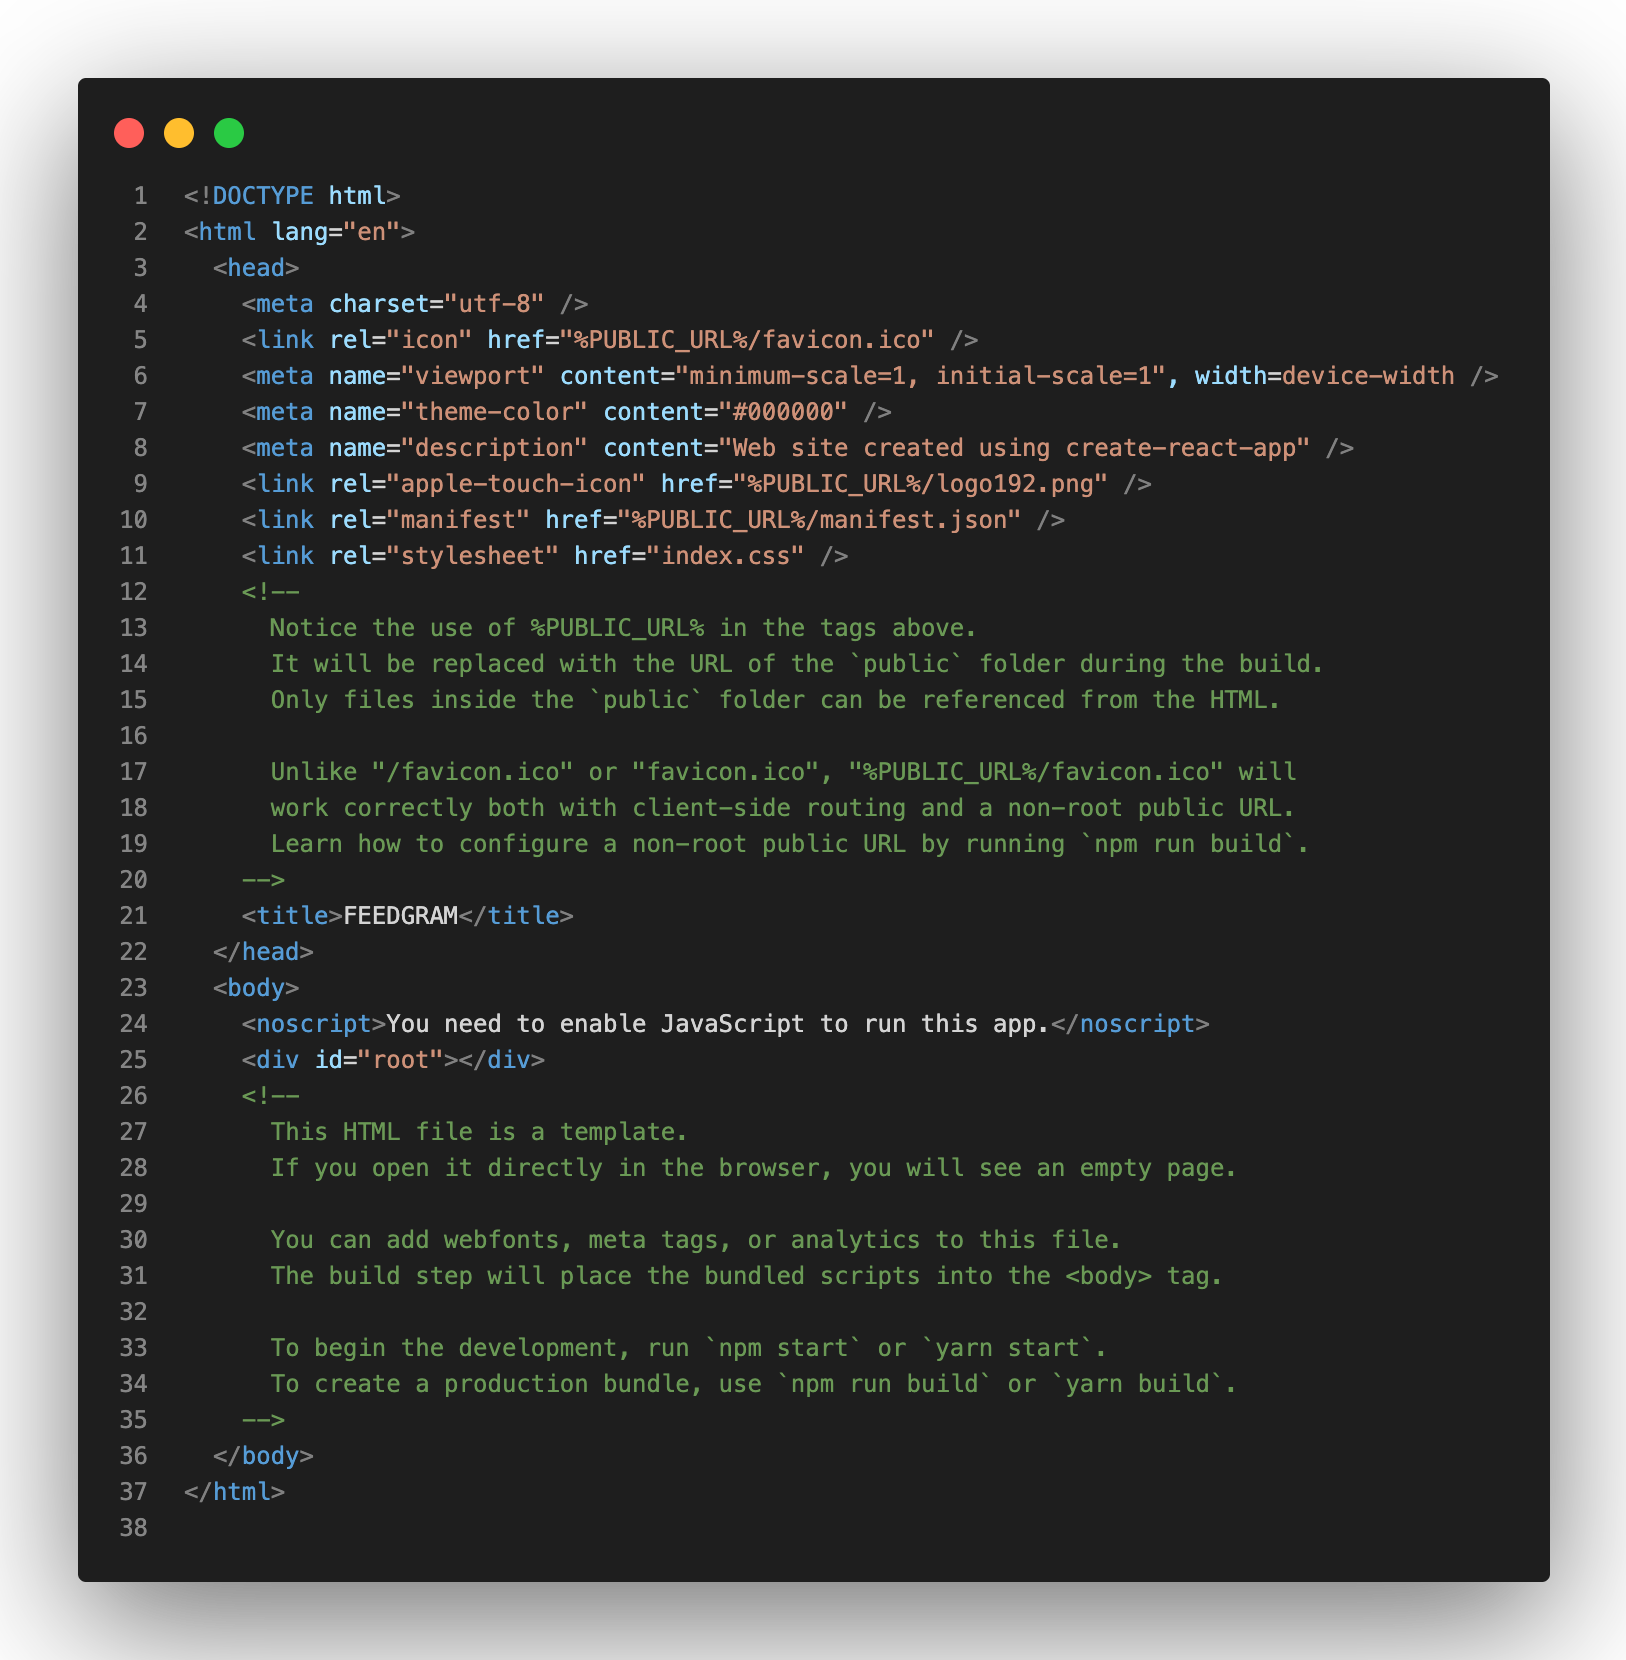 1 <!DOCTYPE html>
2 <html lang="en">
3   <head>
4     <meta charset="utf-8" />
5     <link rel="icon" href="%PUBLIC_URL%/favicon.ico" />
6     <meta name="viewport" content="minimum-scale=1, initial-scale=1", width=device-width />
7     <meta name="theme-color" content="#000000" />
8     <meta name="description" content="Web site created using create-react-app" />
9     <link rel="apple-touch-icon" href="%PUBLIC_URL%/logo192.png" />
10     <link rel="manifest" href="%PUBLIC_URL%/manifest.json" />
11     <link rel="stylesheet" href="index.css" />
12     <!--
13       Notice the use of %PUBLIC_URL% in the tags above.
14       It will be replaced with the URL of the `public` folder during the build.
15       Only files inside the `public` folder can be referenced from the HTML.
16
17       Unlike "/favicon.ico" or "favicon.ico", "%PUBLIC_URL%/favicon.ico" will
18       work correctly both with client-side routing and a non-root public URL.
19       Learn how to configure a non-root public URL by running `npm run build`.
20     -->
21     <title>FEEDGRAM</title>
22   </head>
23   <body>
24     <noscript>You need to enable JavaScript to run this app.</noscript>
25     <div id="root"></div>
26     <!--
27       This HTML file is a template.
28       If you open it directly in the browser, you will see an empty page.
29
30       You can add webfonts, meta tags, or analytics to this file.
31       The build step will place the bundled scripts into the <body> tag.
32
33       To begin the development, run `npm start` or `yarn start`.
34       To create a production bundle, use `npm run build` or `yarn build`.
35     -->
36   </body>
37 </html>
38